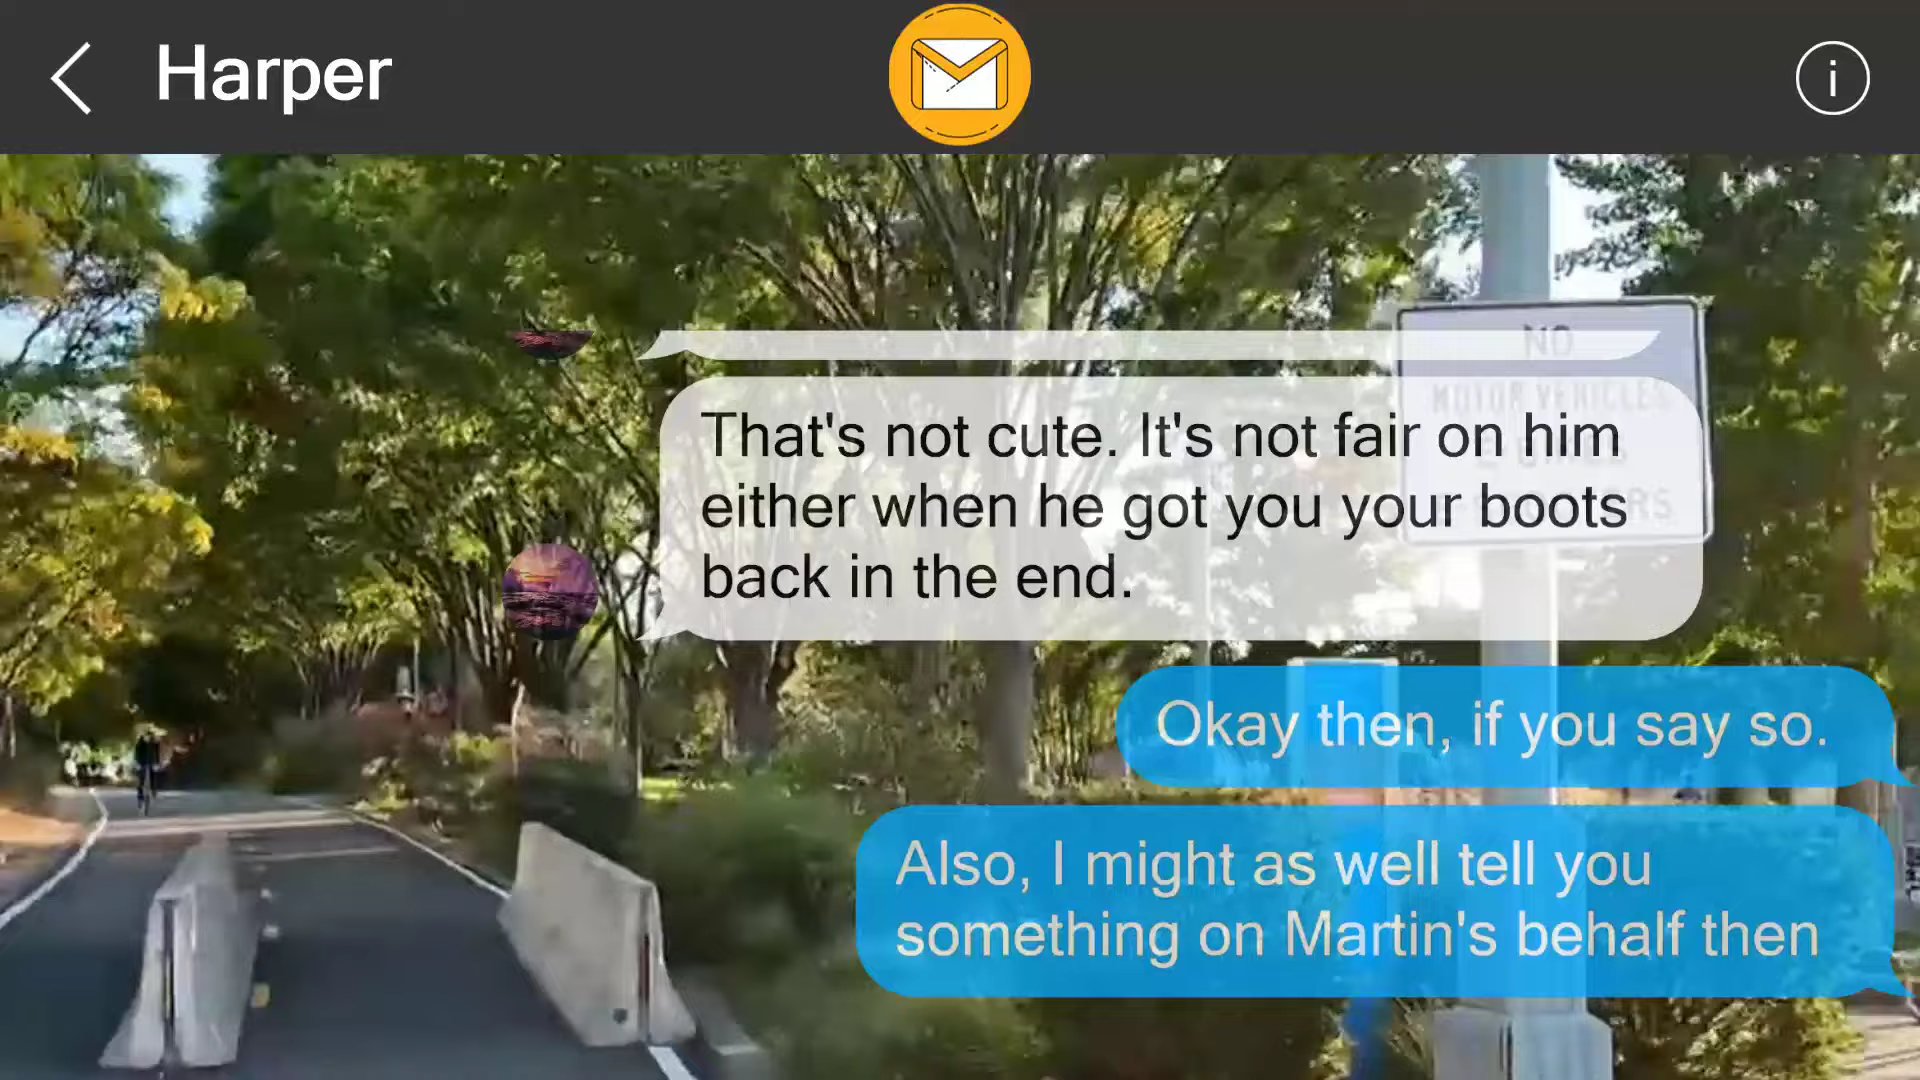 Harper
i
NO
MOTOR VEHICLES
That's not cute. It's not fair on him
either when he got you your boots
back in the end.
Okay then, if you say so.
Also, I might as well tell you
something on Martin's behalf then